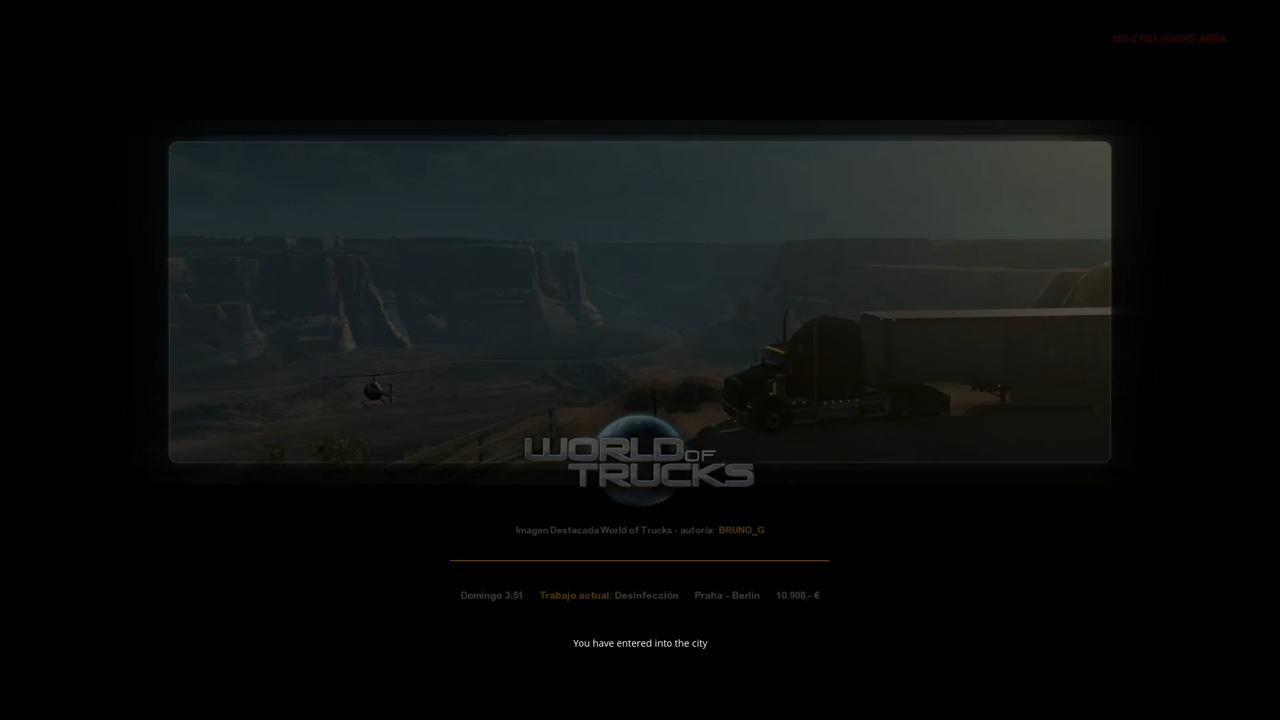 NO COLLISIONS AREA
WORLD OF
TRUCKS
Imagen Destacada World of Trucks - autor/a: BRUNO_G
Domingo 3:51 Trabajo actual: Desinfección Praha - Berlin 10.908,- €
You have entered into the city